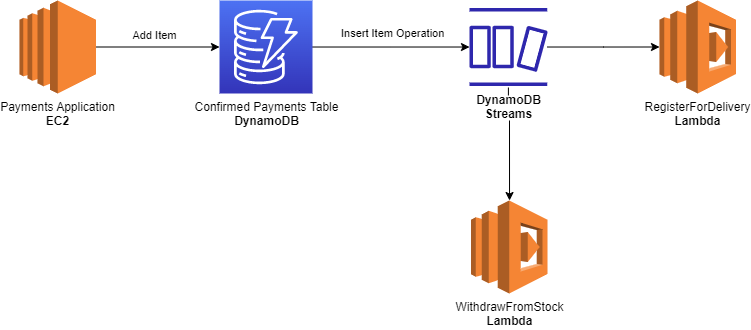 Add Item
Insert Item Operation
Payments Application
EC2
Confirmed Payments Table
DynamoDB
DynamoDB
Streams
RegisterForDelivery
Lambda
WithdrawFromStock
Lambda